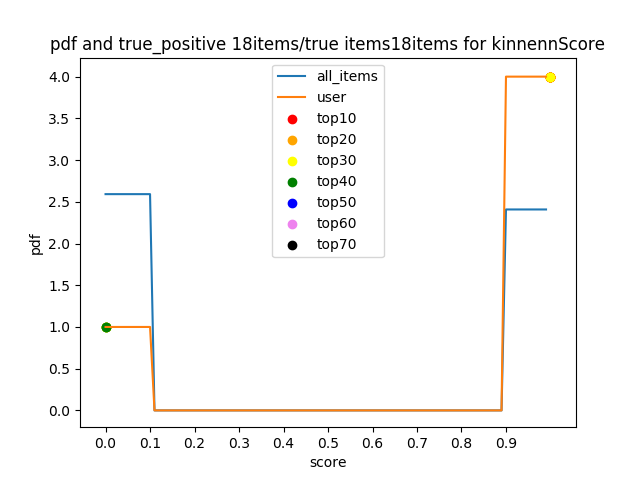 pdf and true_positive 18items/true items18items for kinnennScore
all_items
user
top10
top20
top30
top40
top50
top60
top70
4.0
3.5
3.0
2.5
2.0
1.5
1.0
0.5
0.0
pdf
0.0 0.1 0.2 0.3 0.4 0.5 0.6 0.7 0.8 0.9
score